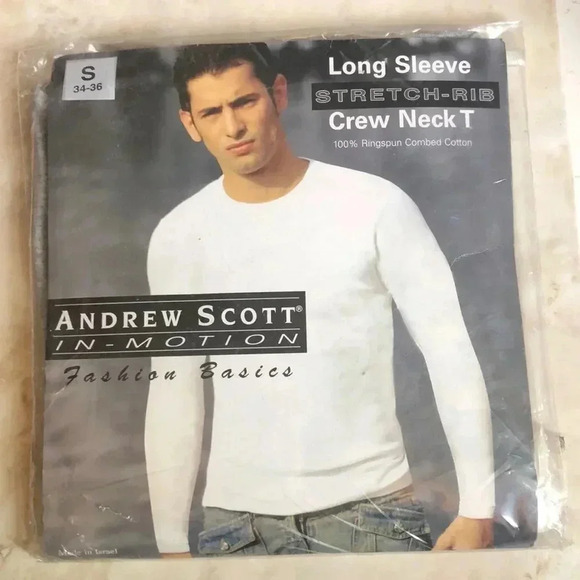 S
34-36
Long Sleeve
STRETCH-RIB
Crew Neck T
100% Ringspun Combed Cotton
ANDREW SCOTT®
IN-MOTION
Fashion Basics
Made in Israel